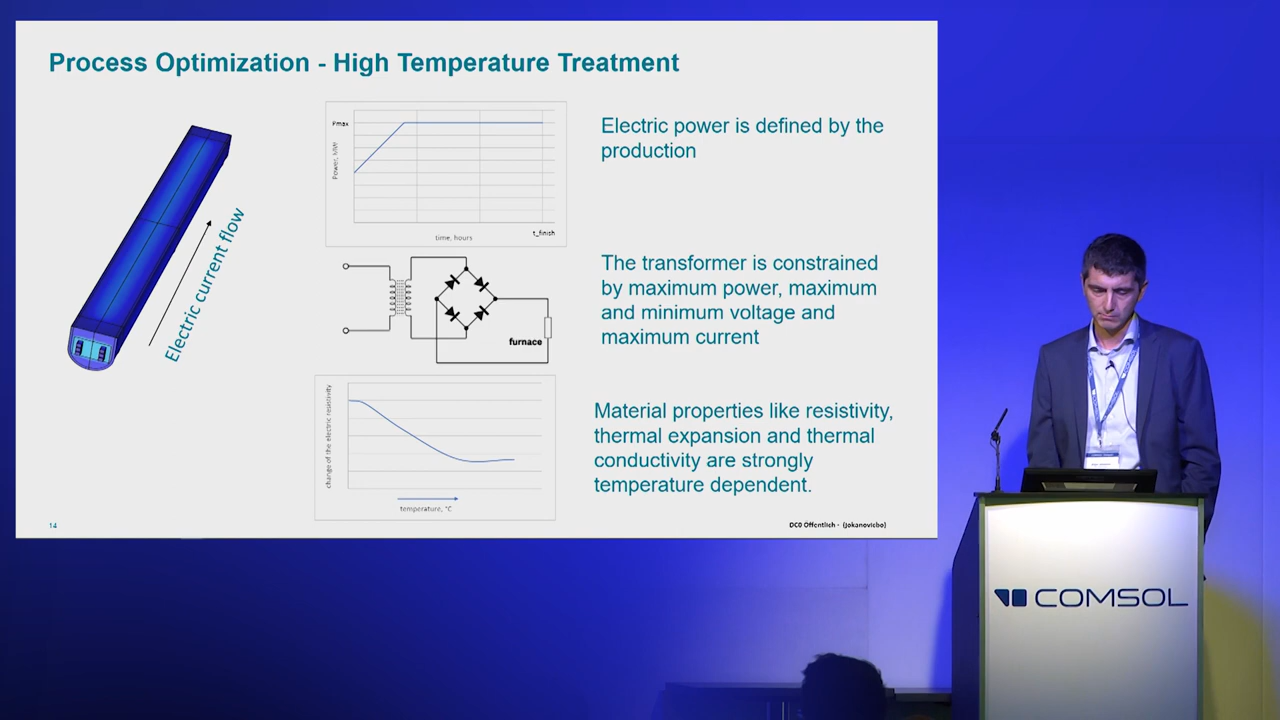 Process Optimization - High Temperature Treatment
Electric current flow
Pmax
Power, MW
time, hours
t_finish
Electric power is defined by the
production
furnace
The transformer is constrained
by maximum power, maximum
and minimum voltage and
maximum current
change of the electric resistivity
temperature, °C
Material properties like resistivity,
thermal expansion and thermal
conductivity are strongly
temperature dependent.
14
DC0 Öffentlich - (jokanovicbo)
COMSOL